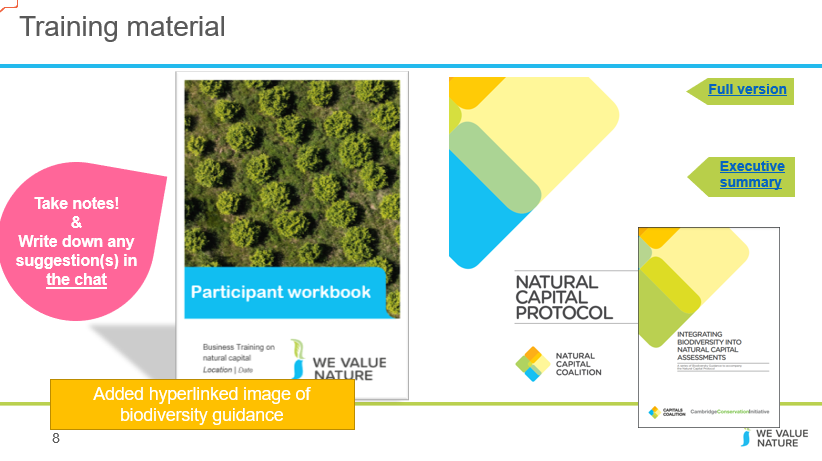 Training material
Take notes!
&
Write down any
suggestion(s) in
the chat
Participant workbook
Business Training on
natural capital
Location | Date
WE VALUE
NATURE
Added hyperlinked image of
biodiversity guidance
Full version
Executive
summary
NATURAL
CAPITAL
PROTOCOL
NATURAL
CAPITAL
COALITION
INTEGRATING
BIODIVERSITY INTO
NATURAL CAPITAL
ASSESSMENTS
CAPITALS
COALITION
CambridgeConservationInitiative
8
WE VALUE
NATURE